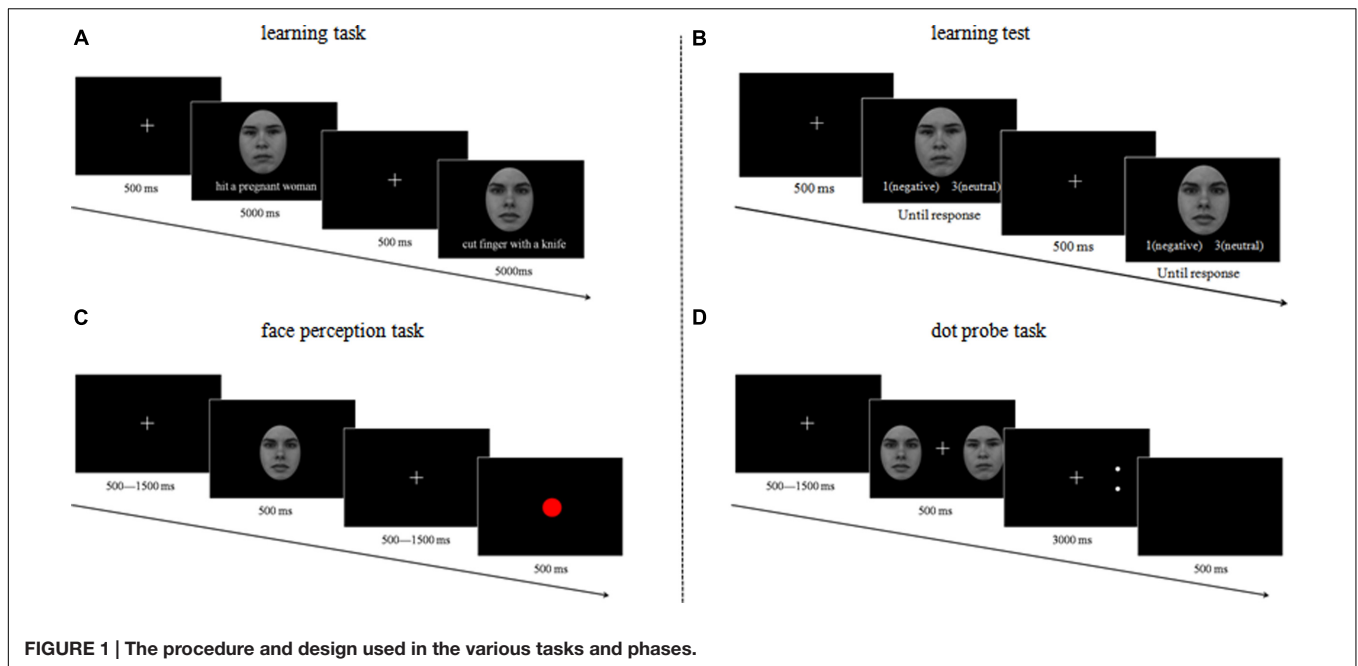 A
learning task
500 ms
hit a pregnant woman
5000 ms
500 ms
cut finger with a knife
5000ms
B
learning test
500 ms
1(negative) 3(neutral)
Until response
500 ms
1(negative) 3(neutral)
Until response
C
face perception task
500—1500 ms
500 ms
500—1500 ms
500 ms
D
dot probe task
500—1500 ms
500 ms
3000 ms
500 ms
FIGURE 1 | The procedure and design used in the various tasks and phases.